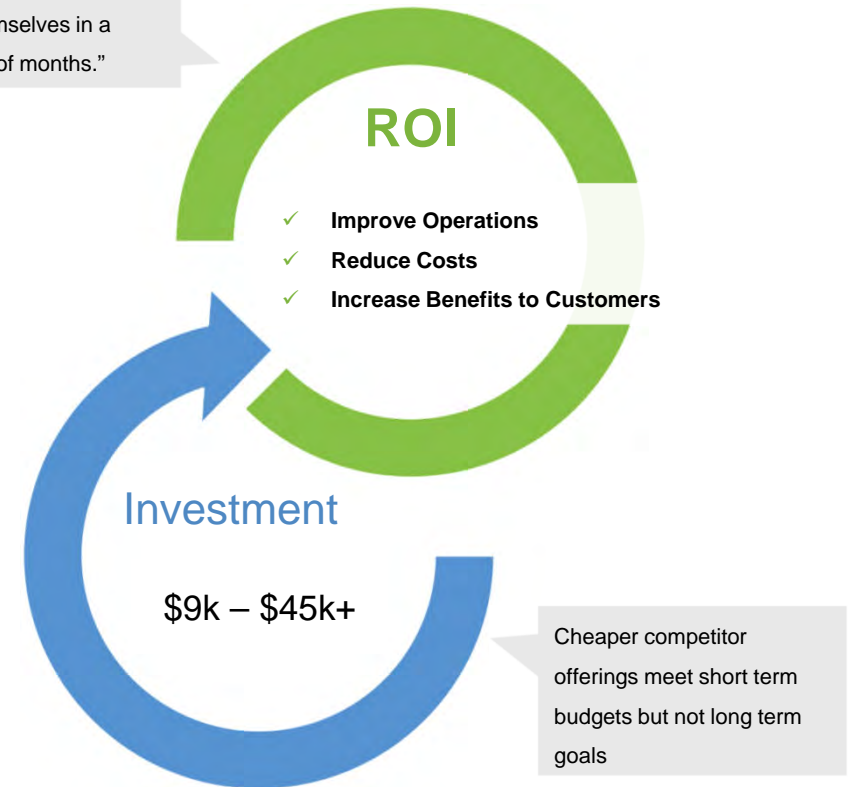 mselves in a
of months.”
ROI
✓ Improve Operations
✓ Reduce Costs
✓ Increase Benefits to Customers
Investment
$9k – $45k+
Cheaper competitor
offerings meet short term
budgets but not long term
goals